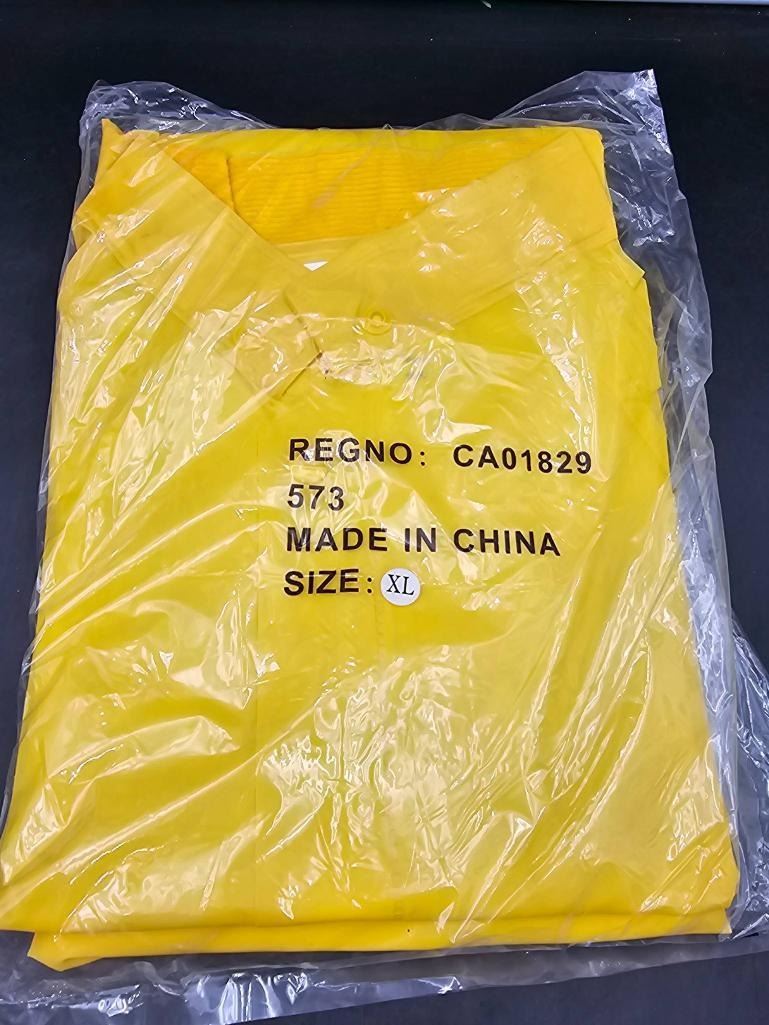 REGNO: CA01829
573
MADE IN CHINA
SIZE: XL